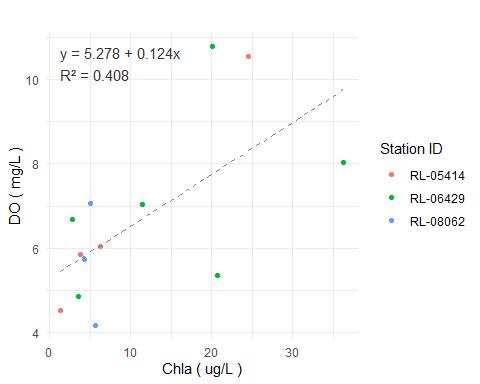 y = 5.278 + 0.124x
R² = 0.408
10
8
6
4
0
10
20
30
DO ( mg/L )
Chla ( ug/L )
Station ID
RL-05414
RL-06429
RL-08062